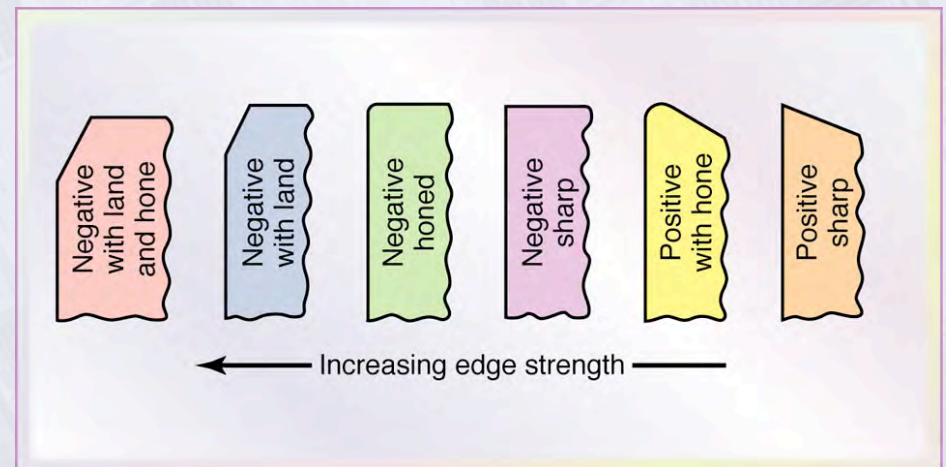 Negative
with land
and hone
Negative
with land
Negative
honed
Negative
sharp
Positive
with hone
Positive
sharp
Increasing edge strength